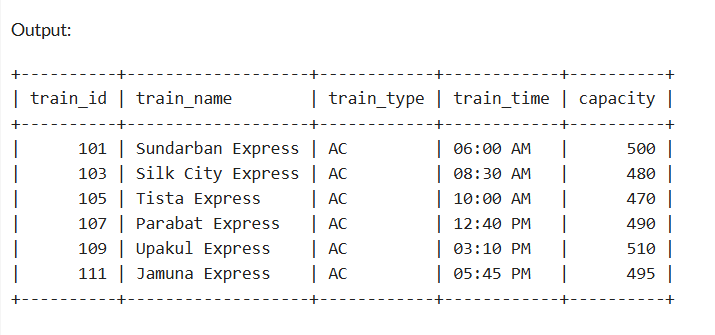 Output:
+----------+-------------------+------------+------------+----------+
| train_id | train_name        | train_type | train_time | capacity |
+----------+-------------------+------------+------------+----------+
|      101 | Sundarban Express | AC         | 06:00 AM   |      500 |
|      103 | Silk City Express | AC         | 08:30 AM   |      480 |
|      105 | Tista Express     | AC         | 10:00 AM   |      470 |
|      107 | Parabat Express   | AC         | 12:40 PM   |      490 |
|      109 | Upakul Express    | AC         | 03:10 PM   |      510 |
|      111 | Jamuna Express    | AC         | 05:45 PM   |      495 |
+----------+-------------------+------------+------------+----------+